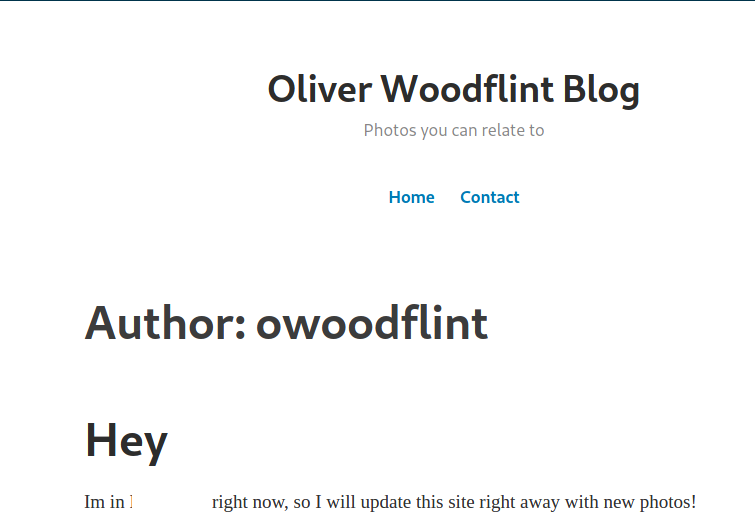 Oliver Woodflint Blog
Photos you can relate to
Home Contact
Author: owoodflint
Hey
Im in right now, so I will update this site right away with new photos!